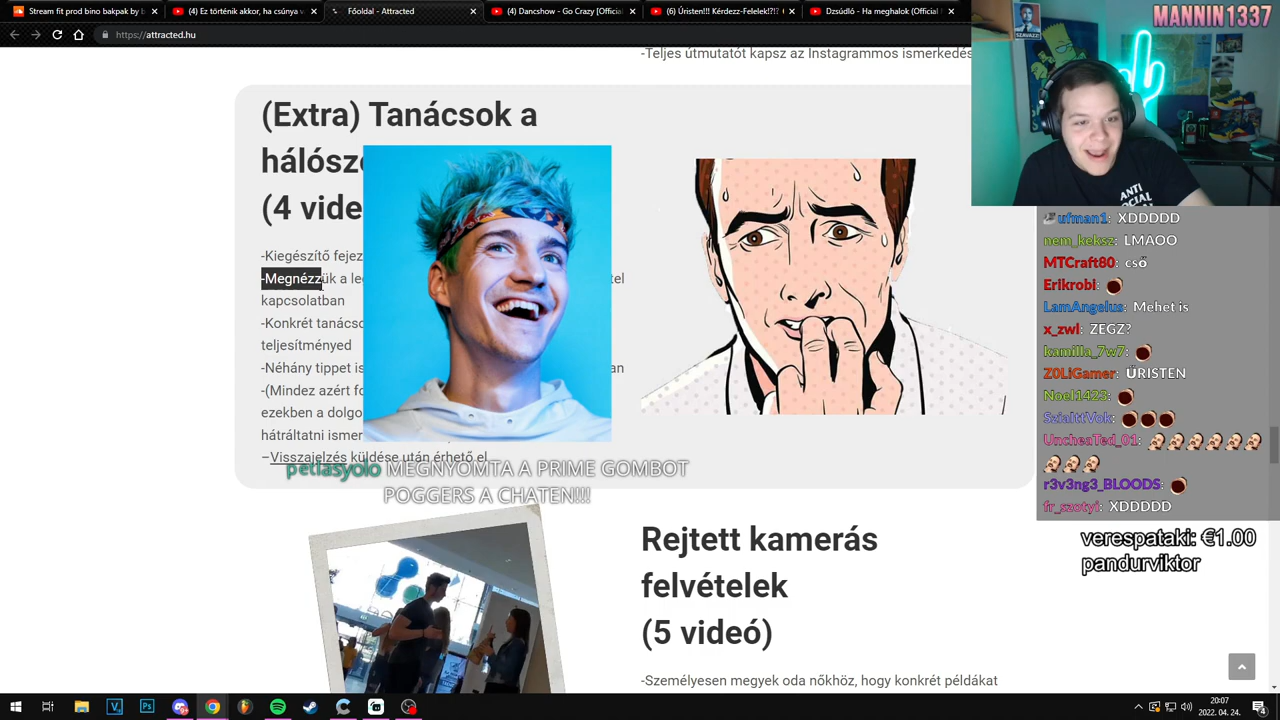 Stream fit prod bino bakpak by b
(4) Ez történik akkor, ha csúnya v
Főoldal - Attracted
(4) Dancshow - Go Crazy [Official
(6) Úristen!!! Kérdezz-Felelek!?!?
Dzsúdló - Ha meghalok (Official
https://attracted.hu
MANNIN1337
-Teljes útmutatót kapsz az Instagrammos ismerkedés
(Extra) Tanácsok a
hálósz
(4 vide
-Kiegészítő fejez
-Megnézzük a le
tel
kapcsolatban
-Konkrét tanácso
teljesítményed
-Néhány tippet is
an
-(Mindez azért fo
ezekben a dolgo
hátráltatni ismer
–Visszajelzés küldése után érhető el
petiasyolo MEGNYOMTA A PRIME GOMBOT
POGGERS A CHATEN!!!
Rejtett kamerás
felvételek
(5 videó)
-Személyesen megyek oda nőkhöz, hogy konkrét példákat
ANTI
SOCIAL
ufman1: XDDDDD
nem_keksz: LMAOO
MTCraft80: cső
Erikrobi:
LamAngelus: Mehet is
x_zwl: ZEGZ?
kamilla_7w7:
Z0LiGamer: ÚRISTEN
Noel1423:
SziaIttVok:
UncheaTed_01:
r3v3ng3_BLOODS:
fr_szotyi: XDDDDD
verespataki: €1.00
pandurviktor
20:07
2022. 04. 24.
4